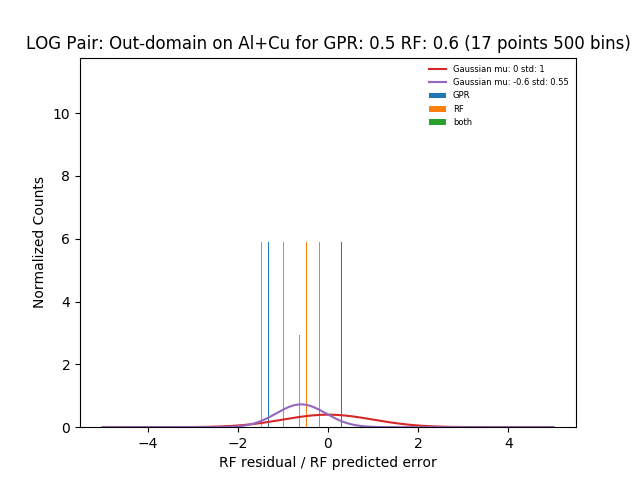 LOG Pair: Out-domain on Al+Cu for GPR: 0.5 RF: 0.6 (17 points 500 bins)
Gaussian mu: 0 std: 1
Gaussian mu: -0.6 std: 0.55
GPR
RF
both
Normalized Counts
10
8
6
4
2
0
−4
−2
0
2
4
RF residual / RF predicted error